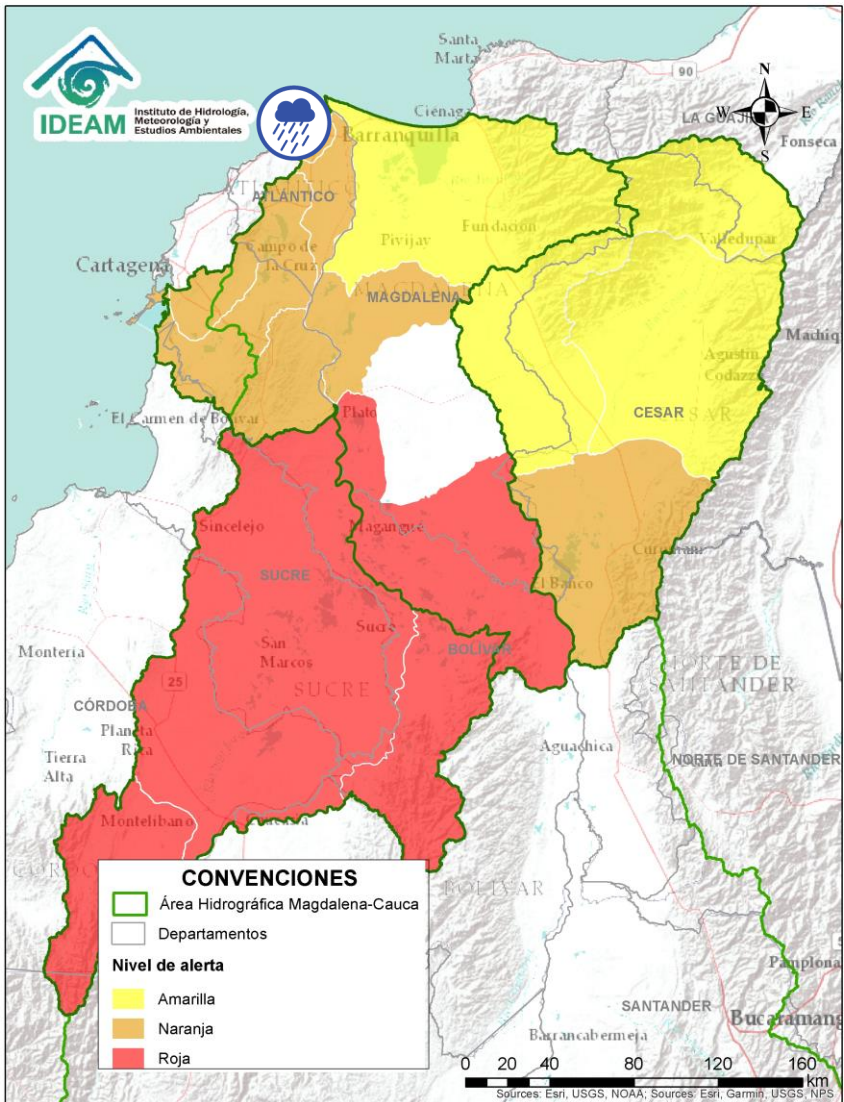 IDEAM
Instituto de Hidrología,
Meteorología y
Estudios Ambientales
Santa
Marta
90
N
W
E
S
LA GUAJI
Ciénaga
Fonseca
Barranquilla
ATLÁNTICO
Valledupar
Fundación
Pivijay
Campo de
la Cruz
Cartagena
MAGDALENA
Machiq
Agustín
Codazzi
CESAR
Plato
El Carmen de Bolívar
Sincelejo
Magangué
SUCRE
El Banco
Sucre
San
Marcos
BOLÍVAR
Montería
SUCRE
25
NORTE DE
SANTANDER
CÓRDOBA
Planeta
Rica
Aguachica
NORTE DE SANTANDER
Tierra
Alta
Montelíbano
BOLÍVAR
CONVENCIONES
Área Hidrográfica Magdalena-Cauca
Departamentos
Nivel de alerta
Amarilla
Naranja
Roja
Pamplona
SANTANDER
Bucaramang
Barrancabermeja
0 20 40 80 120 160
km
Sources: Esri, USGS, NOAA; Sources: Esri, Garmin, USGS, NPS